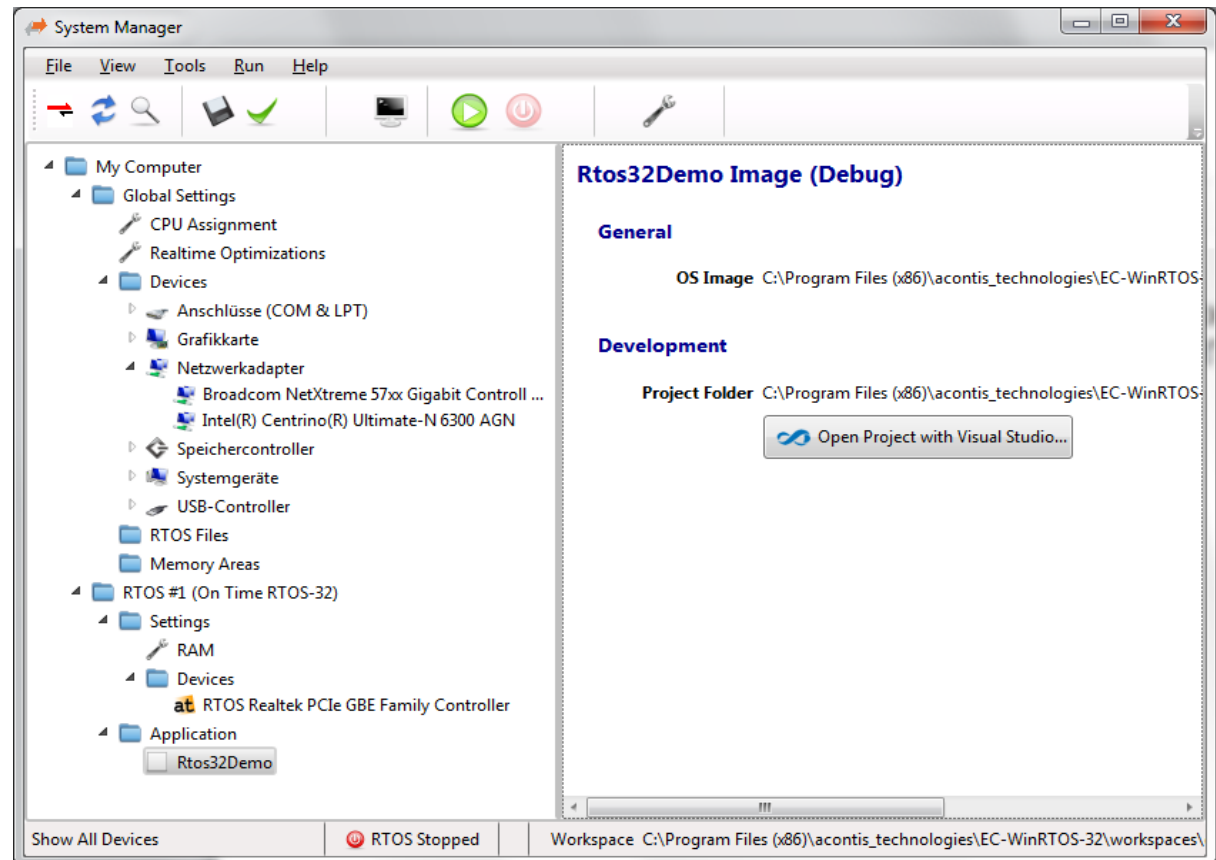 System Manager
File View Tools Run Help
My Computer
Global Settings
CPU Assignment
Realtime Optimizations
Devices
Anschlüsse (COM & LPT)
Grafikkarte
Netzwerkadapter
Broadcom NetXtreme 57xx Gigabit Controll ...
Intel(R) Centrino(R) Ultimate-N 6300 AGN
Speichercontroller
Systemgeräte
USB-Controller
RTOS Files
Memory Areas
RTOS #1 (On Time RTOS-32)
Settings
RAM
Devices
at RTOS Realtek PCIe GBE Family Controller
Application
Rtos32Demo
Rtos32Demo Image (Debug)
General
OS Image C:\Program Files (x86)\acontis_technologies\EC-WinRTOS-
Development
Project Folder C:\Program Files (x86)\acontis_technologies\EC-WinRTOS-
Open Project with Visual Studio...
Show All Devices RTOS Stopped Workspace C:\Program Files (x86)\acontis_technologies\EC-WinRTOS-32\workspaces\